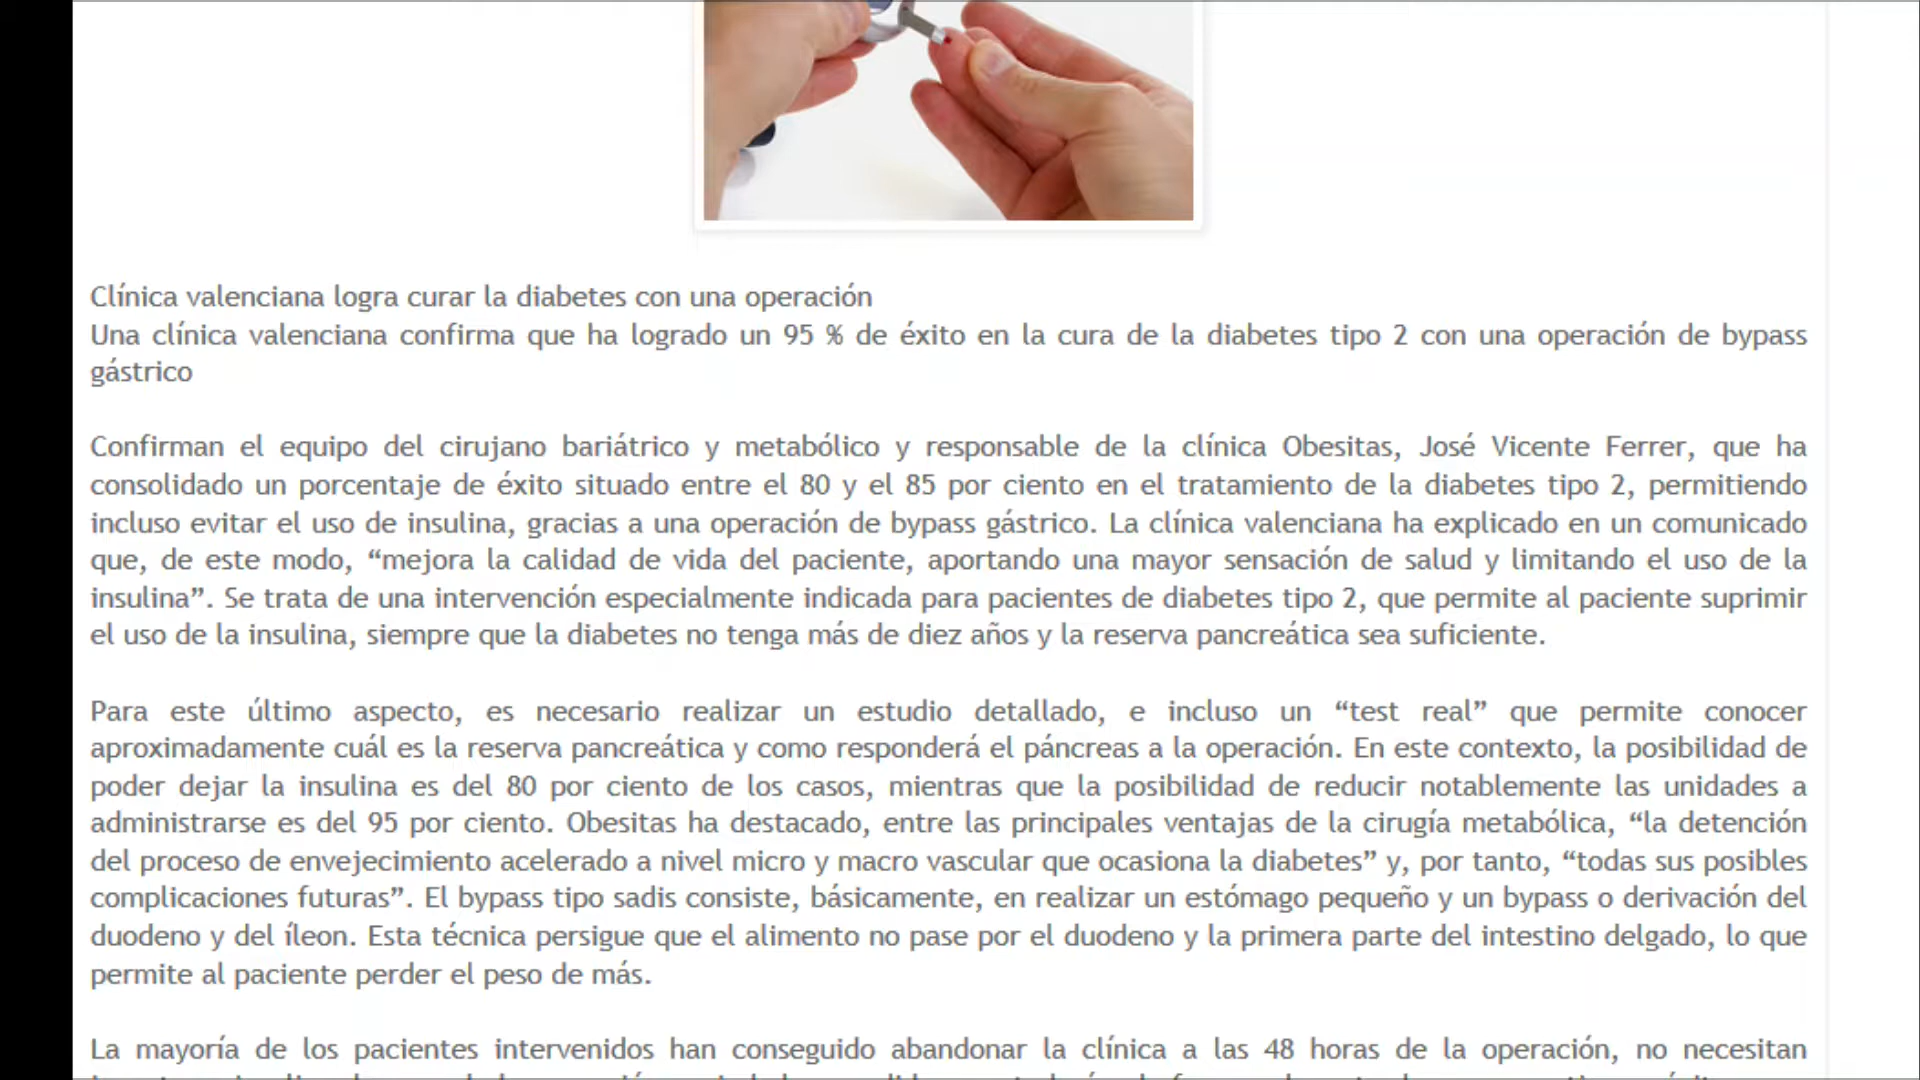 Clínica valenciana logra curar la diabetes con una operación
Una clínica valenciana confirma que ha logrado un 95 % de éxito en la cura de la diabetes tipo 2 con una operación de bypass
gástrico
Confirman el equipo del cirujano bariátrico y metabólico y responsable de la clínica Obesitas, José Vicente Ferrer, que ha
consolidado un porcentaje de éxito situado entre el 80 y el 85 por ciento en el tratamiento de la diabetes tipo 2, permitiendo
incluso evitar el uso de insulina, gracias a una operación de bypass gástrico. La clínica valenciana ha explicado en un comunicado
que, de este modo, “mejora la calidad de vida del paciente, aportando una mayor sensación de salud y limitando el uso de la
insulina”. Se trata de una intervención especialmente indicada para pacientes de diabetes tipo 2, que permite al paciente suprimir
el uso de la insulina, siempre que la diabetes no tenga más de diez años y la reserva pancreática sea suficiente.
Para este último aspecto, es necesario realizar un estudio detallado, e incluso un “test real” que permite conocer
aproximadamente cuál es la reserva pancreática y como responderá el páncreas a la operación. En este contexto, la posibilidad de
poder dejar la insulina es del 80 por ciento de los casos, mientras que la posibilidad de reducir notablemente las unidades a
administrarse es del 95 por ciento. Obesitas ha destacado, entre las principales ventajas de la cirugía metabólica, “la detención
del proceso de envejecimiento acelerado a nivel micro y macro vascular que ocasiona la diabetes” y, por tanto, “todas sus posibles
complicaciones futuras”. El bypass tipo sadis consiste, básicamente, en realizar un estómago pequeño y un bypass o derivación del
duodeno y del íleon. Esta técnica persigue que el alimento no pase por el duodeno y la primera parte del intestino delgado, lo que
permite al paciente perder el peso de más.
La mayoría de los pacientes intervenidos han conseguido abandonar la clínica a las 48 horas de la operación, no necesitan